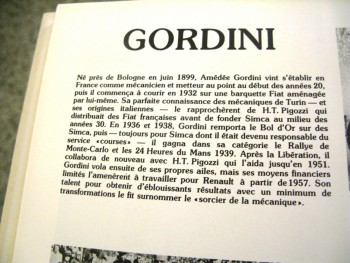 GORDINI
Né près de Bologne en juin 1899, Amédée Gordini vint s'établir en
France comme mécanicien et metteur au point au début des années 20,
puis il commença à courir en 1932 sur une barquette Fiat aménagée
par lui-même. Sa parfaite connaissance des mécaniques de Turin — et
ses origines italiennes — le rapprochèrent de H.T. Pigozzi qui
distribuait des Fiat françaises avant de fonder Simca au milieu des
années 30. En 1936 et 1938, Gordini remporta le Bol d'Or sur des
Simca, puis — toujours pour Simca dont il était devenu responsable du
service «courses» — il gagna dans sa catégorie le Rallye de
Monte-Carlo et les 24 Heures du Mans 1939. Après la Libération, il
collabora de nouveau avec H.T. Pigozzi qui l'aida jusqu'en 1951.
Gordini vola ensuite de ses propres ailes, mais ses moyens financiers
limités l'amenèrent à travailler pour Renault à partir de 1957. Son
talent pour obtenir d'éblouissants résultats avec un minimum de
transformations le fit surnommer le «sorcier de la mécanique».